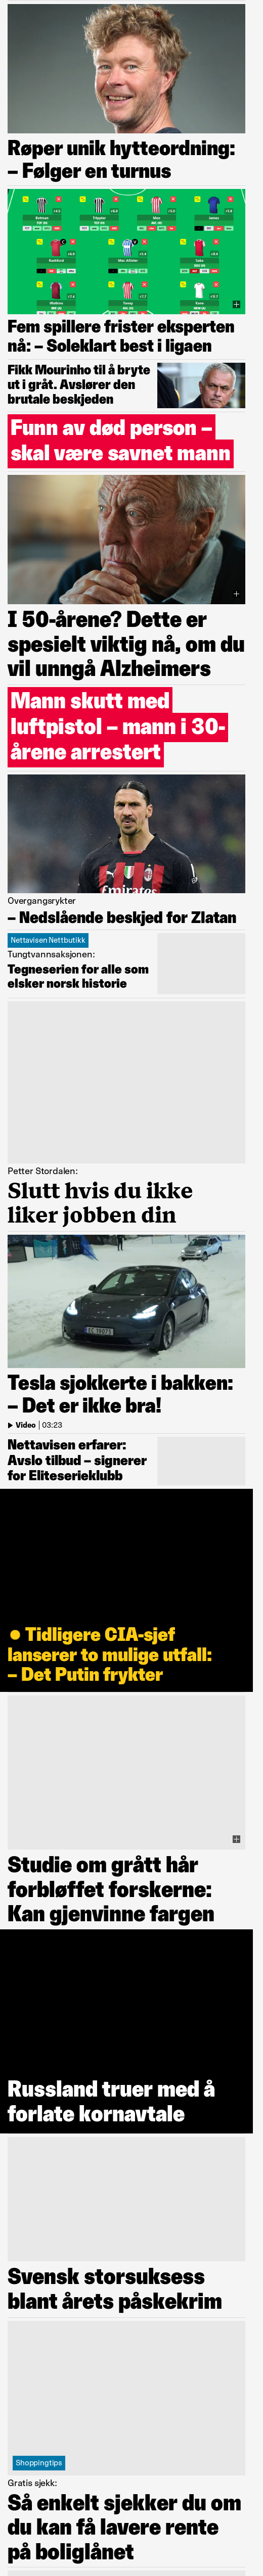 Røper unik hytteordning:
– Følger en turnus
Fem spillere frister eksperten
nå: – Soleklart best i ligaen
Fikk Mourinho til å bryte
ut i gråt. Avslører den
brutale beskjeden
Funn av død person –
skal være savnet mann
I 50-årene? Dette er
spesielt viktig nå, om du
vil unngå Alzheimers
Mann skutt med
luftpistol – mann i 30-
årene arrestert
Overgangsrykter
– Nedslående beskjed for Zlatan
Nettavisen Nettbutikk
Tungtvannsaksjonen:
Tegneserien for alle som
elsker norsk historie
Petter Stordalen:
Slutt hvis du ikke
liker jobben din
Tesla sjokkerte i bakken:
– Det er ikke bra!
Video | 03:23
Nettavisen erfarer:
Avslo tilbud – signerer
for Eliteserieklubb
Tidligere CIA-sjef
lanserer to mulige utfall:
– Det Putin frykter
Studie om grått hår
forbløffet forskerne:
Kan gjenvinne fargen
Russland truer med å
forlate kornavtale
Svensk storsuksess
blant årets påskekrim
Shoppingtips
Gratis sjekk:
Så enkelt sjekker du om
du kan få lavere rente
på boliglånet